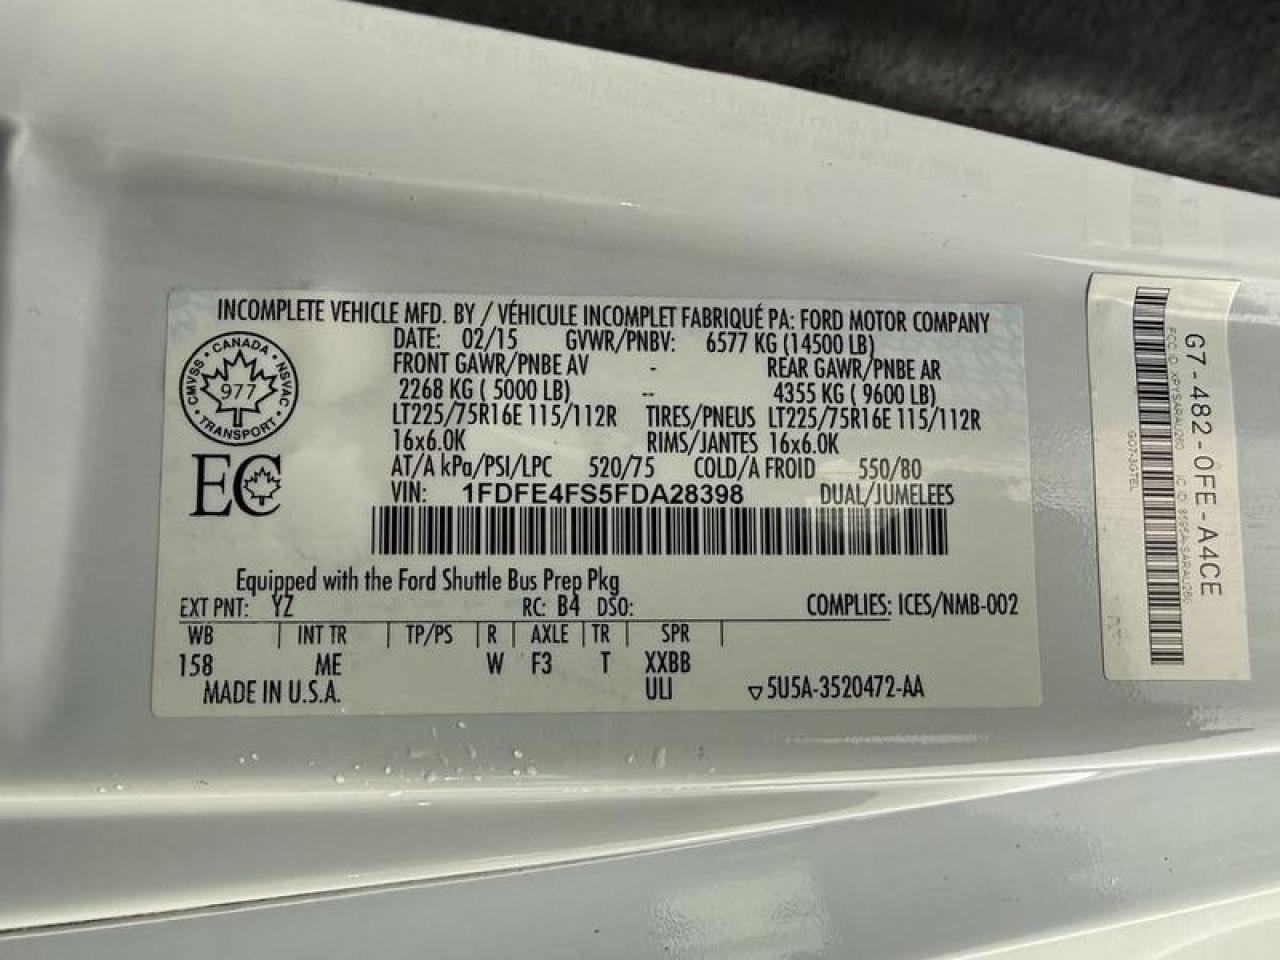 INCOMPLETE VEHICLE MFD. BY / VÉHICULE INCOMPLET FABRIQUÉ PA: FORD MOTOR COMPANY
DATE: 02/15 GVWR/PNBV: 6577 KG (14500 LB)
FRONT GAWR/PNBE AV - REAR GAWR/PNBE AR
2268 KG ( 5000 LB) -- 4355 KG ( 9600 LB)
LT225/75R16E 115/112R TIRES/PNEUS LT225/75R16E 115/112R
16x6.0K RIMS/JANTES 16x6.0K
AT/A kPa/PSI/LPC 520/75 COLD/A FROID 550/80
VIN: 1FDFE4FS5FDA28398 DUAL/JUMELEES
CANADA
CMVSS • NSVAC
977
TRANSPORT
EC
Equipped with the Ford Shuttle Bus Prep Pkg
EXT PNT: YZ RC: B4 DSO: COMPLIES: ICES/NMB-002
WB | INT TR | TP/PS | R | AXLE | TR | SPR |
158 ME W F3 T XXBB
MADE IN U.S.A. ULI ▽ 5U5A-3520472-AA
G7-482-0FE-A4CE